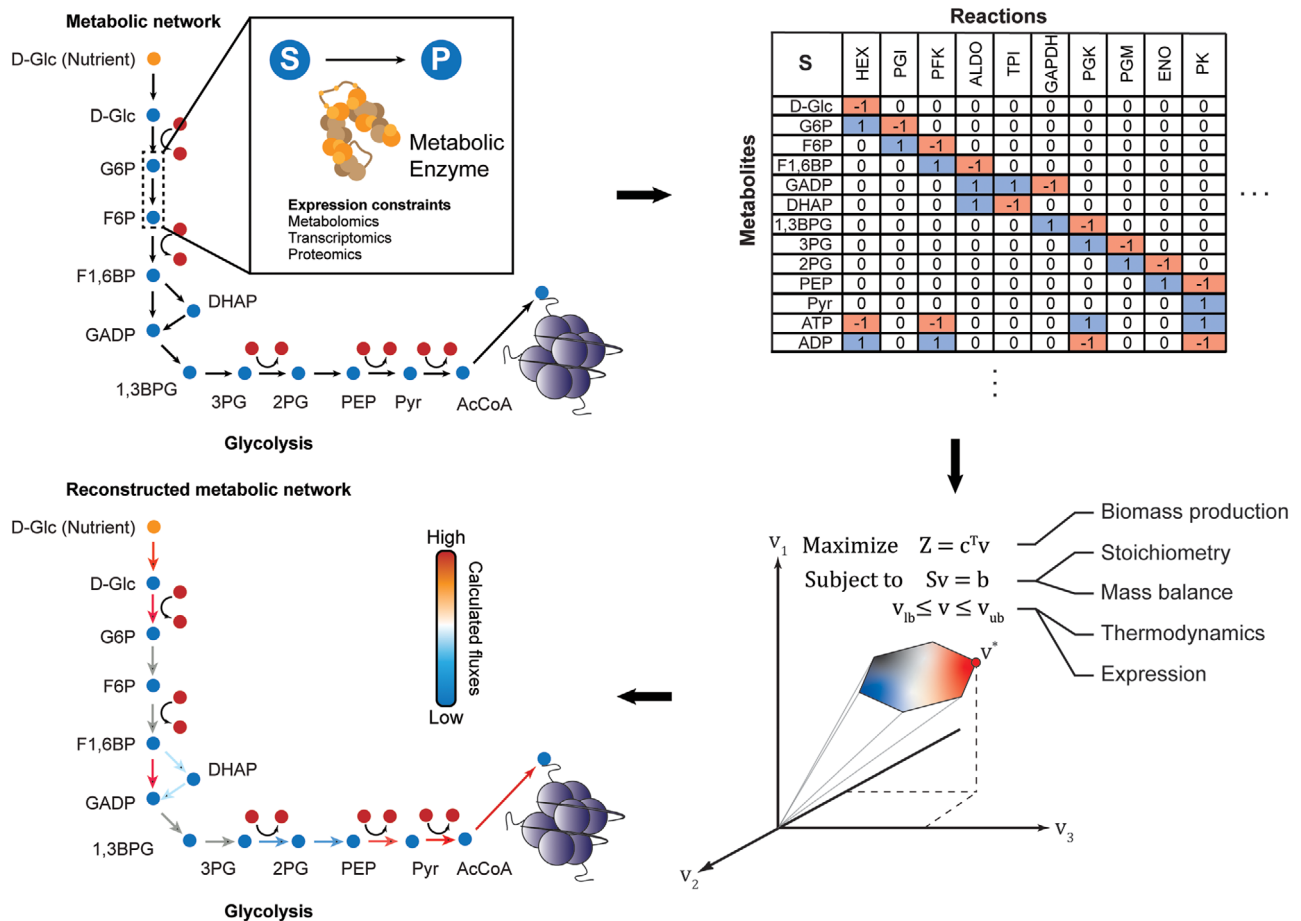 Metabolic network
D-Glc (Nutrient)
D-Glc
G6P
F6P
F1,6BP
DHAP
GADP
1,3BPG
3PG
2PG
PEP
Pyr
AcCoA
Glycolysis
S
P
Metabolic
Enzyme
Expression constraints
Metabolomics
Transcriptomics
Proteomics
Reactions
Metabolites
S HEX PGI PFK ALDO TPI GAPDH PGK PGM ENO PK
D-Glc -1 0 0 0 0 0 0 0 0 0
G6P 1 -1 0 0 0 0 0 0 0 0
F6P 0 1 -1 0 0 0 0 0 0 0
F1,6BP 0 0 1 -1 0 0 0 0 0 0
GADP 0 0 0 1 1 -1 0 0 0 0
DHAP 0 0 0 1 -1 0 0 0 0 0
1,3BPG 0 0 0 0 0 1 -1 0 0 0
3PG 0 0 0 0 0 0 1 -1 0 0
2PG 0 0 0 0 0 0 0 1 -1 0
PEP 0 0 0 0 0 0 0 0 1 -1
Pyr 0 0 0 0 0 0 0 0 0 1
ATP -1 0 -1 0 0 0 1 0 0 1
ADP 1 0 1 0 0 0 -1 0 0 -1
. . .
⋮
Maximize Z = cᵀv
Subject to Sv = b
v_lb ≤ v ≤ v_ub
Biomass production
Stoichiometry
Mass balance
Thermodynamics
Expression
v₁
v*
v₃
v₂
Reconstructed metabolic network
D-Glc (Nutrient)
D-Glc
G6P
F6P
F1,6BP
DHAP
GADP
1,3BPG
3PG
2PG
PEP
Pyr
AcCoA
Glycolysis
High
Calculated fluxes
Low